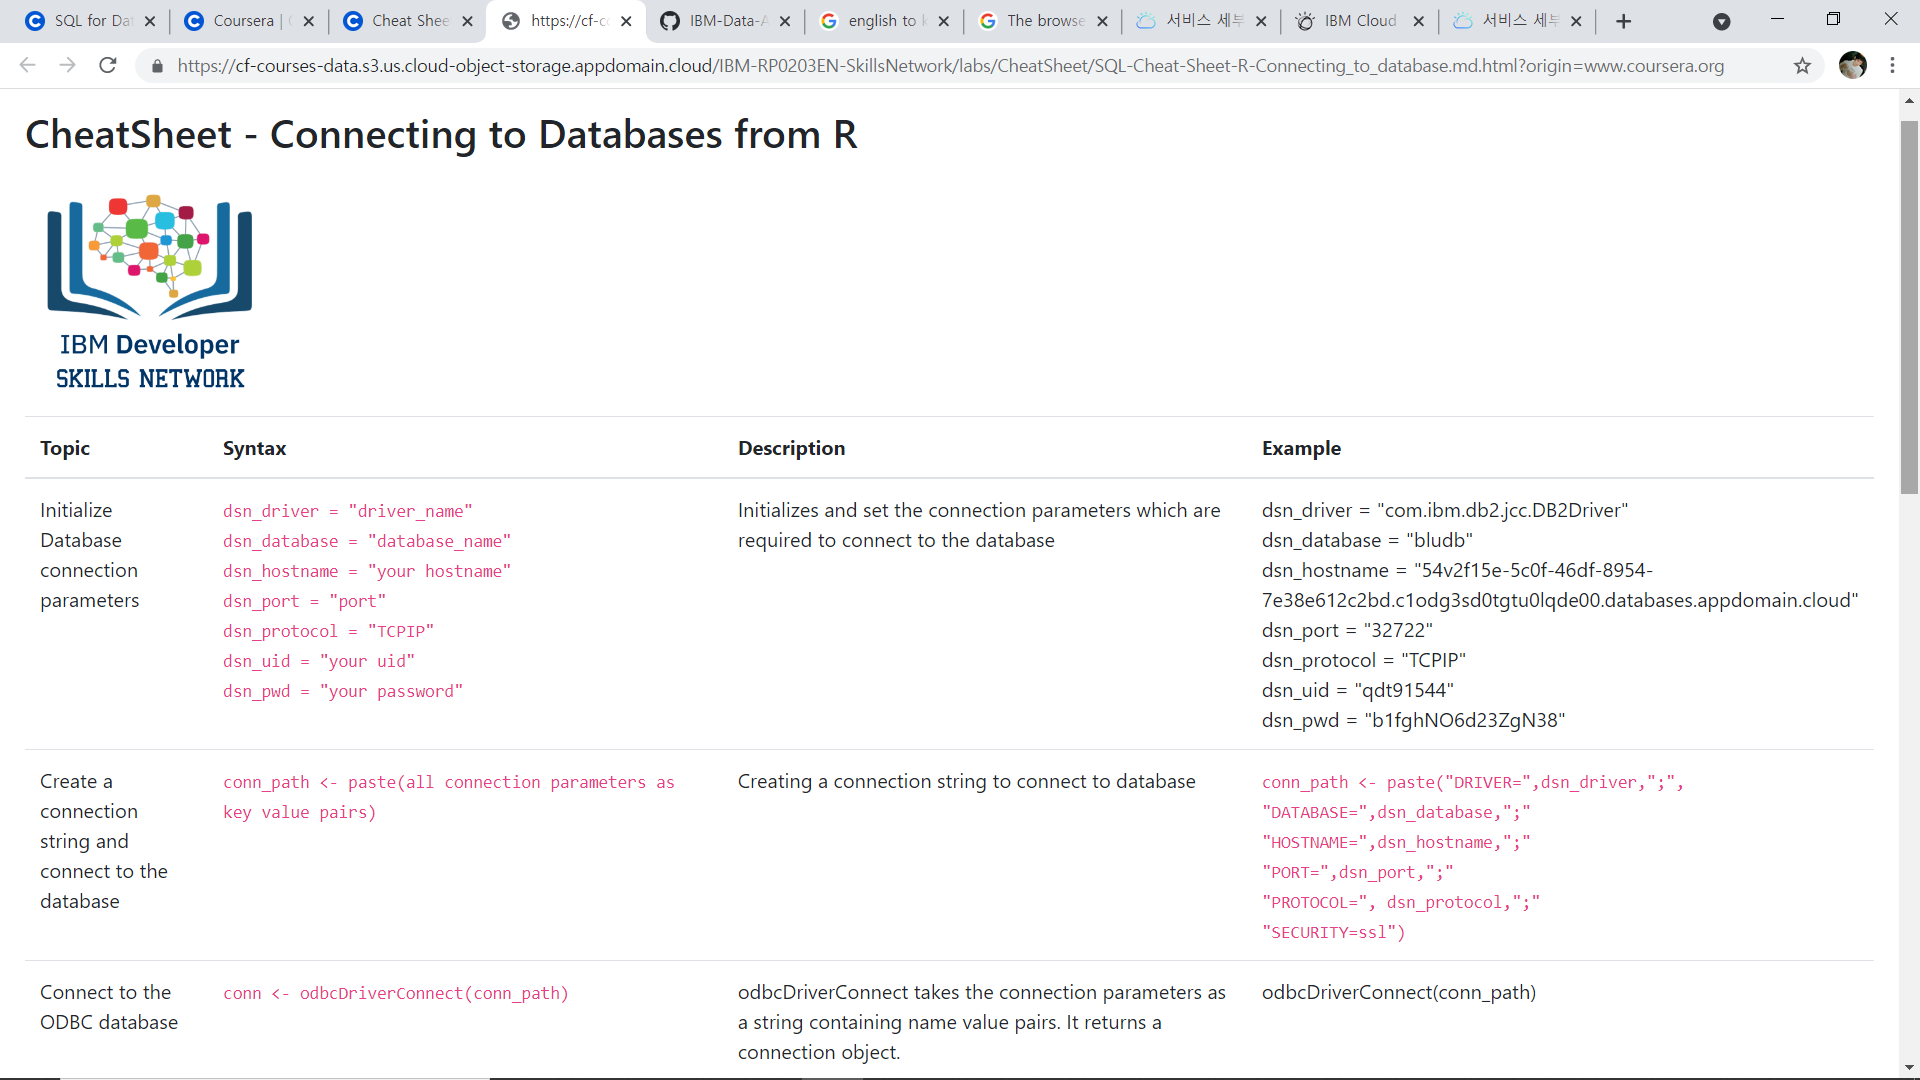 SQL for Dat
Coursera |
Cheat Shee
https://cf-c
IBM-Data-A
english to k
The browse
서비스 세부
IBM Cloud
서비스 세부
https://cf-courses-data.s3.us.cloud-object-storage.appdomain.cloud/IBM-RP0203EN-SkillsNetwork/labs/CheatSheet/SQL-Cheat-Sheet-R-Connecting_to_database.md.html?origin=www.coursera.org
CheatSheet - Connecting to Databases from R
IBM Developer
SKILLS NETWORK
Topic
Syntax
Description
Example
Initialize
Database
connection
parameters
dsn_driver = "driver_name"
dsn_database = "database_name"
dsn_hostname = "your hostname"
dsn_port = "port"
dsn_protocol = "TCPIP"
dsn_uid = "your uid"
dsn_pwd = "your password"
Initializes and set the connection parameters which are
required to connect to the database
dsn_driver = "com.ibm.db2.jcc.DB2Driver"
dsn_database = "bludb"
dsn_hostname = "54v2f15e-5c0f-46df-8954-
7e38e612c2bd.c1odg3sd0tgtu0lqde00.databases.appdomain.cloud"
dsn_port = "32722"
dsn_protocol = "TCPIP"
dsn_uid = "qdt91544"
dsn_pwd = "b1fghNO6d23ZgN38"
Create a
connection
string and
connect to the
database
conn_path <- paste(all connection parameters as
key value pairs)
Creating a connection string to connect to database
conn_path <- paste("DRIVER=",dsn_driver,";",
"DATABASE=",dsn_database,";"
"HOSTNAME=",dsn_hostname,";"
"PORT=",dsn_port,";"
"PROTOCOL=", dsn_protocol,";"
"SECURITY=ssl")
Connect to the
ODBC database
conn <- odbcDriverConnect(conn_path)
odbcDriverConnect takes the connection parameters as
a string containing name value pairs. It returns a
connection object.
odbcDriverConnect(conn_path)